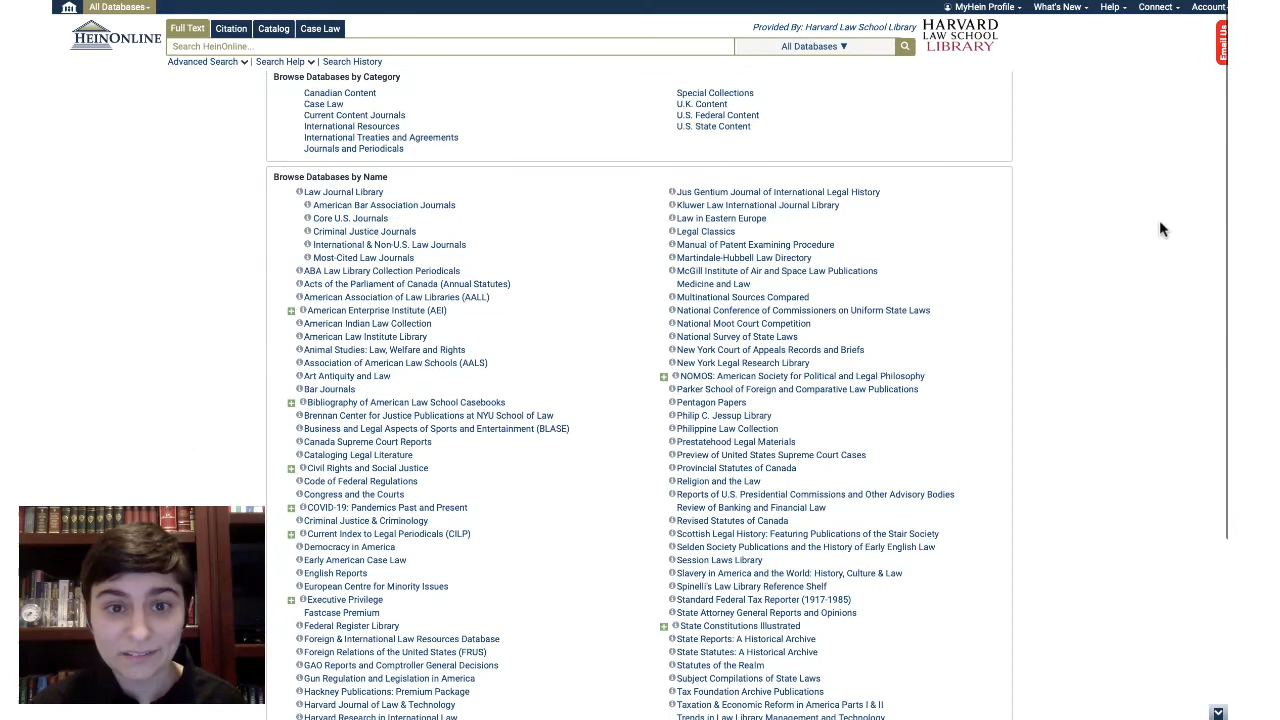 All Databases
MyHein Profile
What's New
Help
Connect
Account
HEINONLINE
Full Text
Citation
Catalog
Case Law
Provided By: Harvard Law School Library
HARVARD
LAW SCHOOL
LIBRARY
Search HeinOnline...
All Databases ▼
Email Us
Advanced Search
Search Help
Search History
Browse Databases by Category
Canadian Content
Case Law
Current Content Journals
International Resources
International Treaties and Agreements
Journals and Periodicals
Special Collections
U.K. Content
U.S. Federal Content
U.S. State Content
Browse Databases by Name
Law Journal Library
American Bar Association Journals
Core U.S. Journals
Criminal Justice Journals
International & Non-U.S. Law Journals
Most-Cited Law Journals
ABA Law Library Collection Periodicals
Acts of the Parliament of Canada (Annual Statutes)
American Association of Law Libraries (AALL)
American Enterprise Institute (AEI)
American Indian Law Collection
American Law Institute Library
Animal Studies: Law, Welfare and Rights
Association of American Law Schools (AALS)
Art Antiquity and Law
Bar Journals
Bibliography of American Law School Casebooks
Brennan Center for Justice Publications at NYU School of Law
Business and Legal Aspects of Sports and Entertainment (BLASE)
Canada Supreme Court Reports
Cataloging Legal Literature
Civil Rights and Social Justice
Code of Federal Regulations
Congress and the Courts
COVID-19: Pandemics Past and Present
Criminal Justice & Criminology
Current Index to Legal Periodicals (CILP)
Democracy in America
Early American Case Law
English Reports
European Centre for Minority Issues
Executive Privilege
Fastcase Premium
Federal Register Library
Foreign & International Law Resources Database
Foreign Relations of the United States (FRUS)
GAO Reports and Comptroller General Decisions
Gun Regulation and Legislation in America
Hackney Publications: Premium Package
Harvard Journal of Law & Technology
Harvard Research in International Law
Jus Gentium Journal of International Legal History
Kluwer Law International Journal Library
Law in Eastern Europe
Legal Classics
Manual of Patent Examining Procedure
Martindale-Hubbell Law Directory
McGill Institute of Air and Space Law Publications
Medicine and Law
Multinational Sources Compared
National Conference of Commissioners on Uniform State Laws
National Moot Court Competition
National Survey of State Laws
New York Court of Appeals Records and Briefs
New York Legal Research Library
NOMOS: American Society for Political and Legal Philosophy
Parker School of Foreign and Comparative Law Publications
Pentagon Papers
Philip C. Jessup Library
Philippine Law Collection
Prestatehood Legal Materials
Preview of United States Supreme Court Cases
Provincial Statutes of Canada
Religion and the Law
Reports of U.S. Presidential Commissions and Other Advisory Bodies
Review of Banking and Financial Law
Revised Statutes of Canada
Scottish Legal History: Featuring Publications of the Stair Society
Selden Society Publications and the History of Early English Law
Session Laws Library
Slavery in America and the World: History, Culture & Law
Spinelli's Law Library Reference Shelf
Standard Federal Tax Reporter (1917-1985)
State Attorney General Reports and Opinions
State Constitutions Illustrated
State Reports: A Historical Archive
State Statutes: A Historical Archive
Statutes of the Realm
Subject Compilations of State Laws
Tax Foundation Archive Publications
Taxation & Economic Reform in America Parts I & II
Trends in Law Library Management and Technology